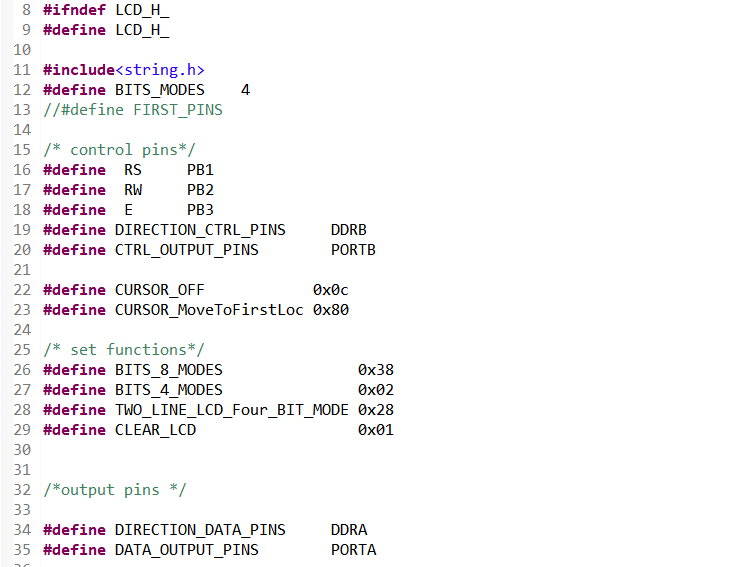 8 #ifndef LCD_H_
9 #define LCD_H_
10
11 #include<string.h>
12 #define BITS_MODES    4
13 //#define FIRST_PINS
14
15 /* control pins*/
16 #define  RS     PB1
17 #define  RW     PB2
18 #define  E      PB3
19 #define DIRECTION_CTRL_PINS     DDRB
20 #define CTRL_OUTPUT_PINS        PORTB
21
22 #define CURSOR_OFF            0x0c
23 #define CURSOR_MoveToFirstLoc 0x80
24
25 /* set functions*/
26 #define BITS_8_MODES               0x38
27 #define BITS_4_MODES               0x02
28 #define TWO_LINE_LCD_Four_BIT_MODE 0x28
29 #define CLEAR_LCD                  0x01
30
31
32 /*output pins */
33
34 #define DIRECTION_DATA_PINS     DDRA
35 #define DATA_OUTPUT_PINS        PORTA